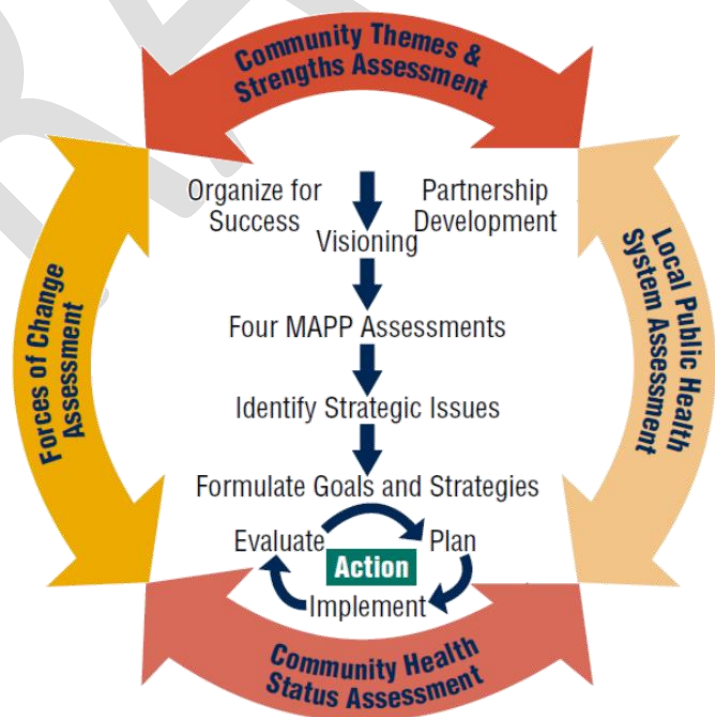 Community Themes &
Strengths Assessment
Organize for
Success
Partnership
Development
Visioning
Four MAPP Assessments
Identify Strategic Issues
Formulate Goals and Strategies
Evaluate
Plan
Action
Implement
Forces of Change
Assessment
Local Public Health
System Assessment
Community Health
Status Assessment